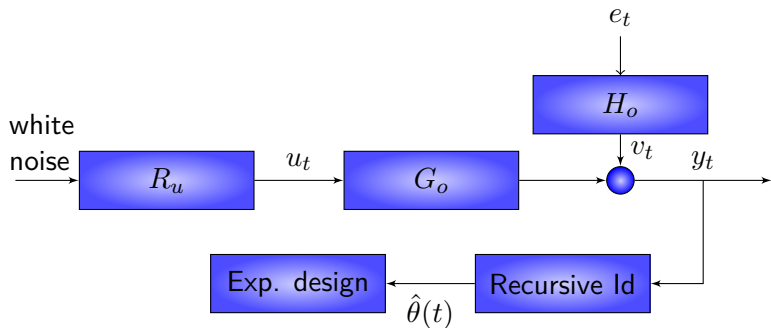 e_t
H_o
white
noise
R_u
u_t
G_o
v_t
y_t
Exp. design
θ̂(t)
Recursive Id